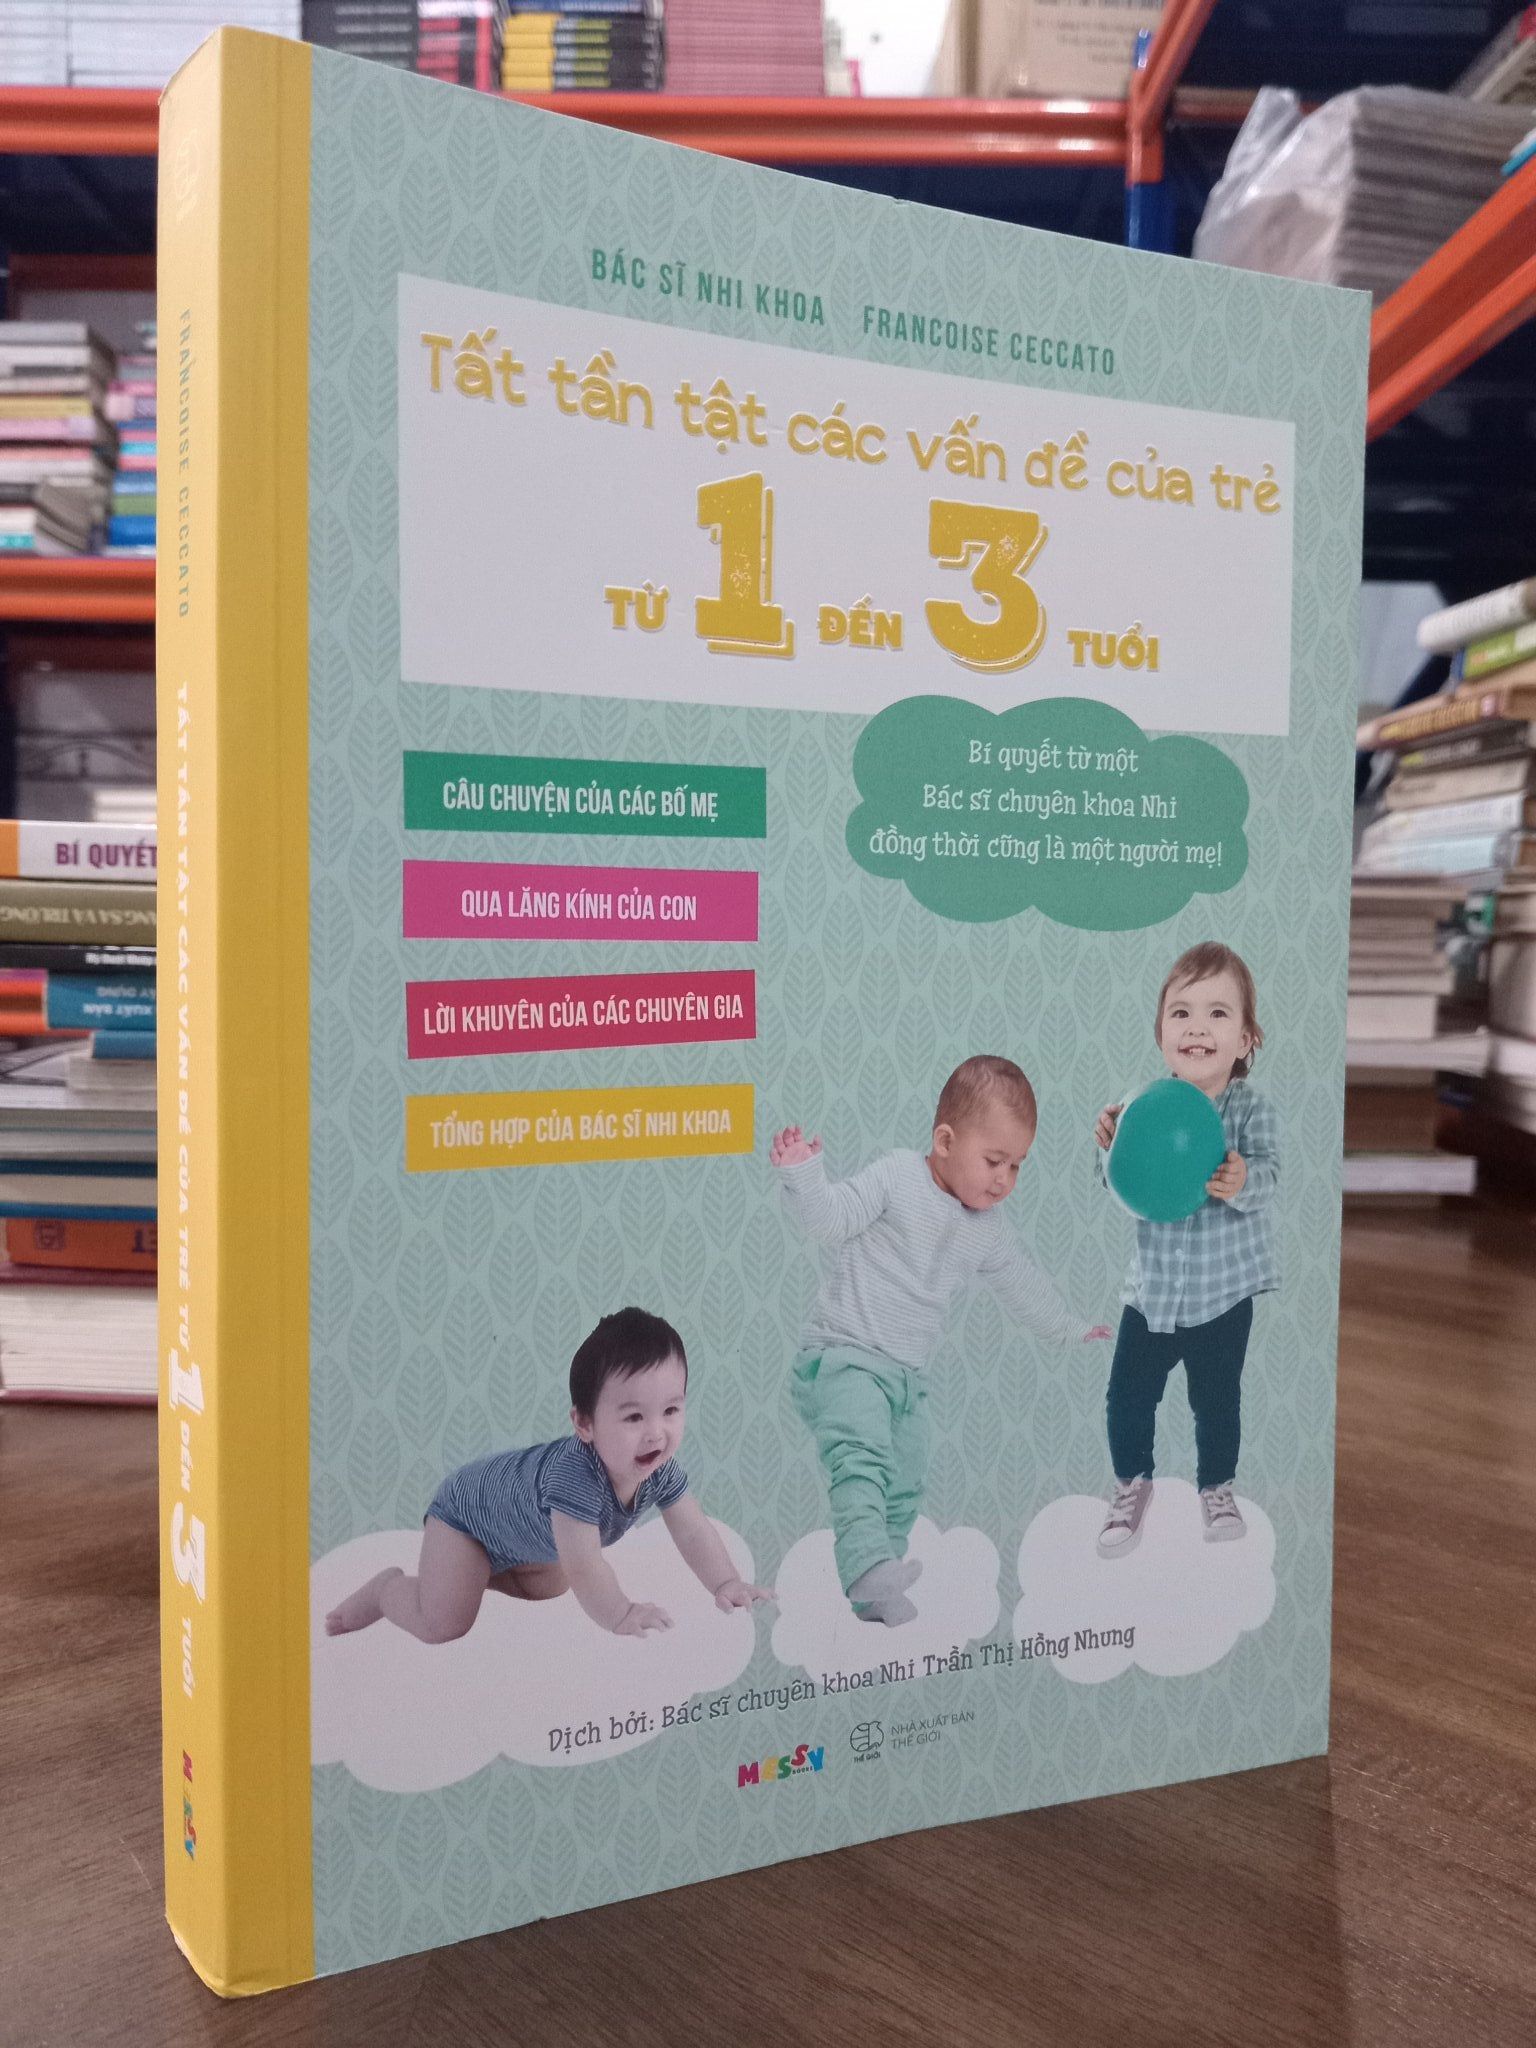 BÁC SĨ NHI KHOA FRANCOISE CECCATO
Tất tần tật các vấn đề của trẻ
TỪ 1 ĐẾN 3 TUỔI
Bí quyết từ một
Bác sĩ chuyên khoa Nhi
đồng thời cũng là một người mẹ!
CÂU CHUYỆN CỦA CÁC BỐ MẸ
QUA LĂNG KÍNH CỦA CON
LỜI KHUYÊN CỦA CÁC CHUYÊN GIA
TỔNG HỢP CỦA BÁC SĨ NHI KHOA
Dịch bởi: Bác sĩ chuyên khoa Nhi Trần Thị Hồng Nhung
MESSY
BOOKS
THẾ GIỚI
NHÀ XUẤT BẢN
THẾ GIỚI
FRANCOISE CECCATO
TẤT TẦN TẬT CÁC VẤN ĐỀ CỦA TRẺ TỪ 1 ĐẾN 3 TUỔI
MESSY
BÍ QUYẾT